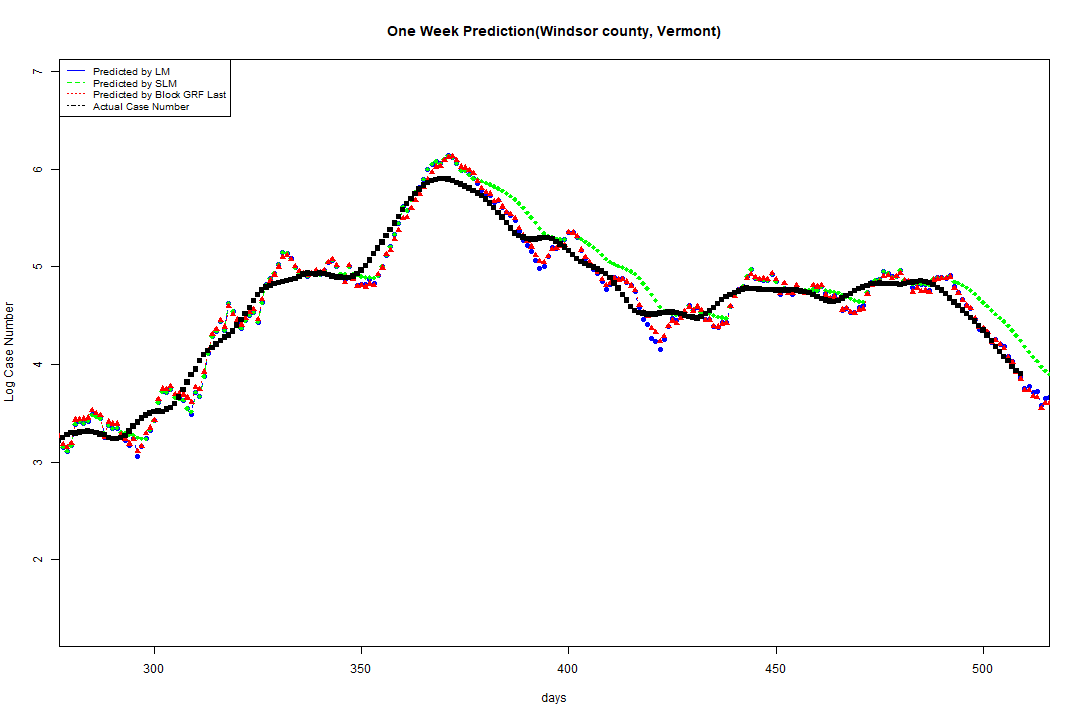 One Week Prediction(Windsor county, Vermont)
Predicted by LM
Predicted by SLM
Predicted by Block GRF Last
Actual Case Number
7
6
5
4
3
2
Log Case Number
300 350 400 450 500
days